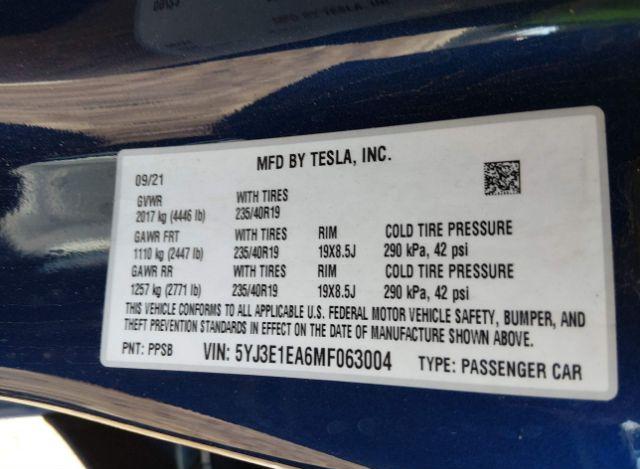 MFD BY TESLA, INC.
09/21
GVWR WITH TIRES
2017 kg (4446 lb) 235/40R19
GAWR FRT WITH TIRES RIM COLD TIRE PRESSURE
1110 kg (2447 lb) 235/40R19 19X8.5J 290 kPa, 42 psi
GAWR RR WITH TIRES RIM COLD TIRE PRESSURE
1257 kg (2771 lb) 235/40R19 19X8.5J 290 kPa, 42 psi
THIS VEHICLE CONFORMS TO ALL APPLICABLE U.S. FEDERAL MOTOR VEHICLE SAFETY, BUMPER, AND
THEFT PREVENTION STANDARDS IN EFFECT ON THE DATE OF MANUFACTURE SHOWN ABOVE.
PNT: PPSB VIN: 5YJ3E1EA6MF063004 TYPE: PASSENGER CAR